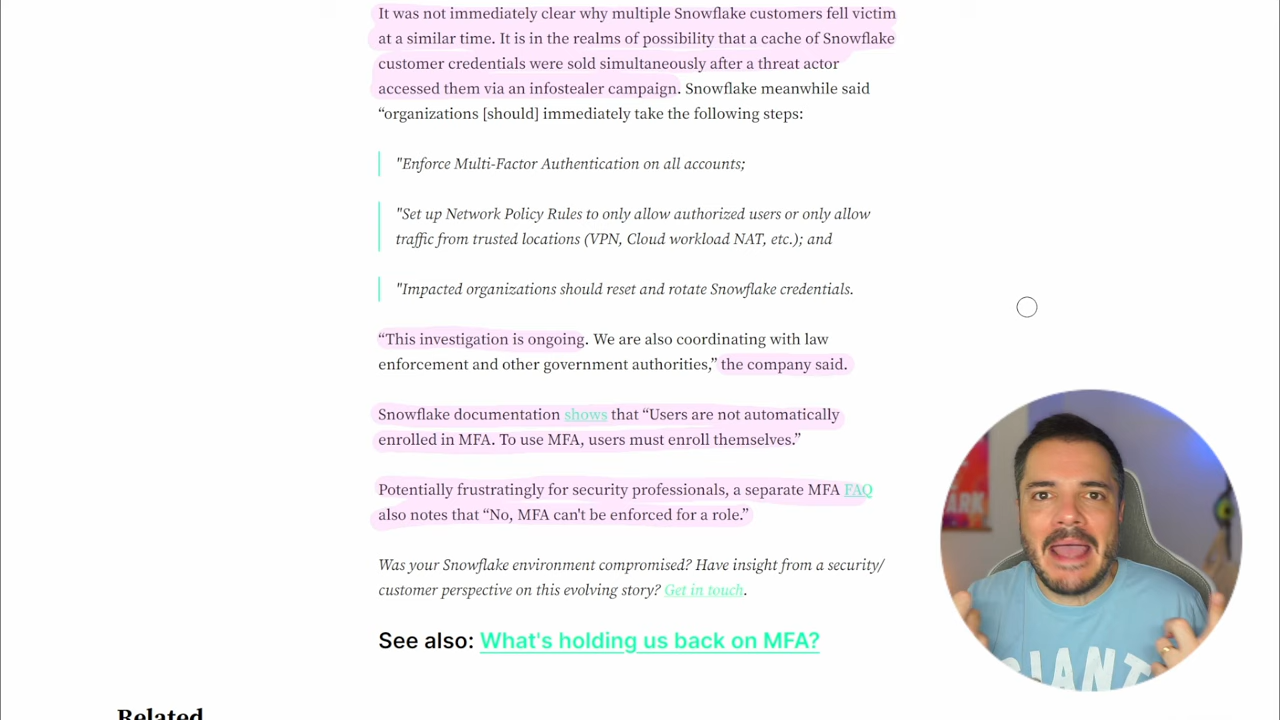 It was not immediately clear why multiple Snowflake customers fell victim
at a similar time. It is in the realms of possibility that a cache of Snowflake
customer credentials were sold simultaneously after a threat actor
accessed them via an infostealer campaign. Snowflake meanwhile said
“organizations [should] immediately take the following steps:
"Enforce Multi-Factor Authentication on all accounts;
"Set up Network Policy Rules to only allow authorized users or only allow
traffic from trusted locations (VPN, Cloud workload NAT, etc.); and
"Impacted organizations should reset and rotate Snowflake credentials.
“This investigation is ongoing. We are also coordinating with law
enforcement and other government authorities,” the company said.
Snowflake documentation shows that “Users are not automatically
enrolled in MFA. To use MFA, users must enroll themselves.”
Potentially frustratingly for security professionals, a separate MFA FAQ
also notes that “No, MFA can't be enforced for a role.”
Was your Snowflake environment compromised? Have insight from a security/
customer perspective on this evolving story? Get in touch.
See also: What's holding us back on MFA?
Related